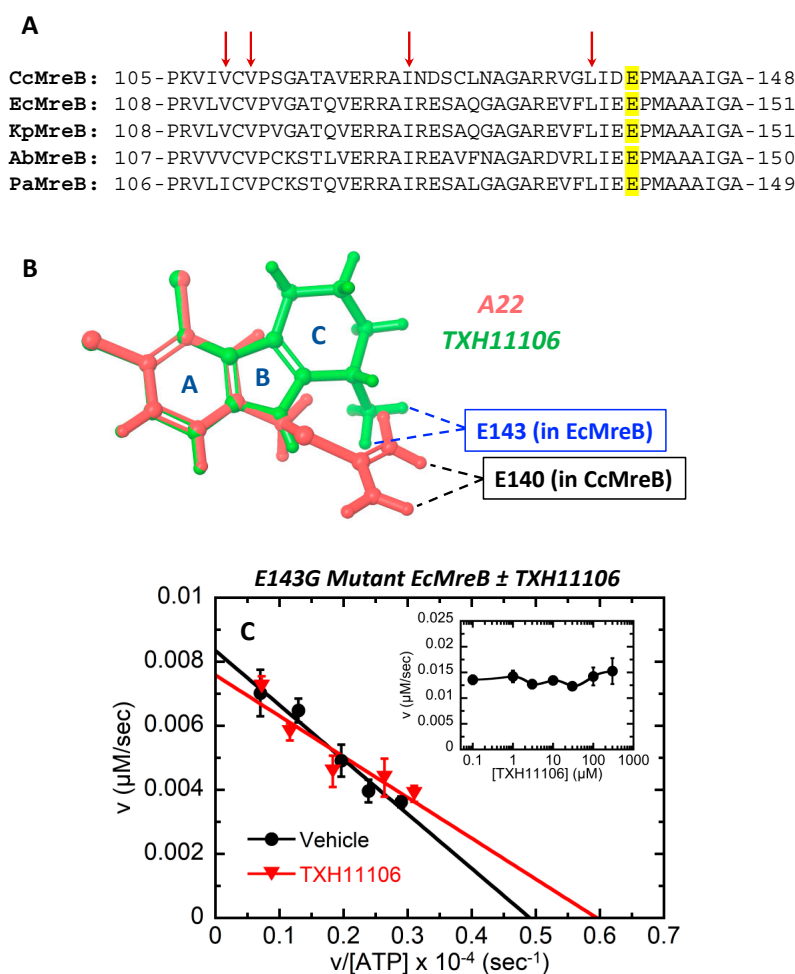 A
CcMreB: 105-PKVIVCVPSGATAVERRAINDSCLNAGARRVGLIDEPMAAAIGA-148
EcMreB: 108-PRVLVCVPVGATQVERRAIRESAQGAGAREVFLIEEPMAAAIGA-151
KpMreB: 108-PRVLVCVPVGATQVERRAIRESAQGAGAREVFLIEEPMAAAIGA-151
AbMreB: 107-PRVVVCVPCKSTLVERRAIREAVFNAGARDVRLIEEPMAAAIGA-150
PaMreB: 106-PRVLICVPCKSTQVERRAIRESALGAGAREVFLIEEPMAAAIGA-149
B
A B C
A22
TXH11106
E143 (in EcMreB)
E140 (in CcMreB)
E143G Mutant EcMreB ± TXH11106
C
v (µM/sec)
0.01
0.008
0.006
0.004
0.002
0
0 0.1 0.2 0.3 0.4 0.5 0.6 0.7
v/[ATP] x 10⁻⁴ (sec⁻¹)
Vehicle
TXH11106
v (µM/sec)
0.025
0.02
0.015
0.01
0.005
0
0.1 1 10 100 1000
[TXH11106] (µM)